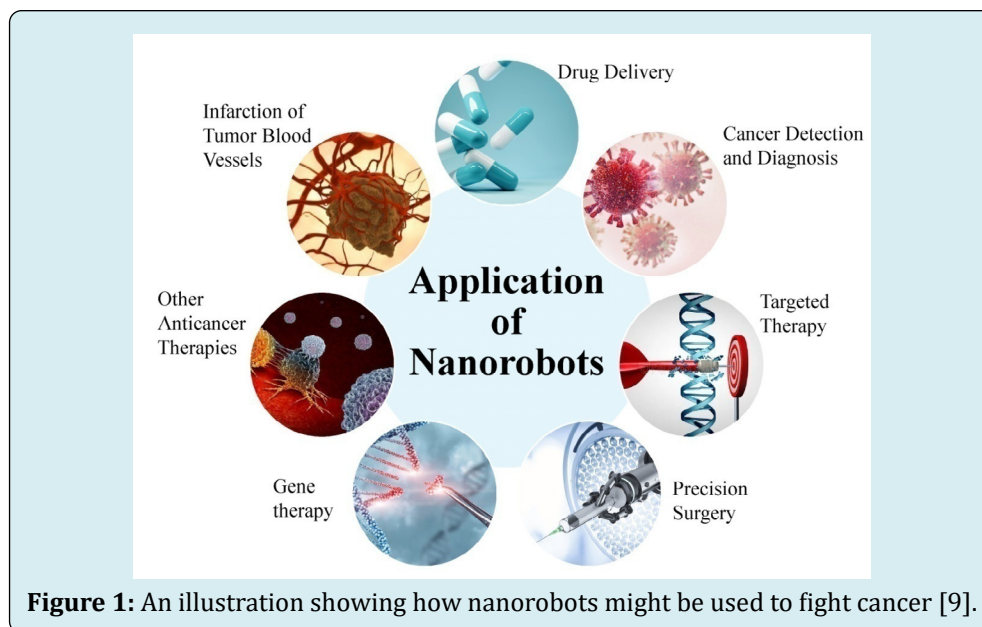 Drug Delivery
Infarction of
Tumor Blood
Vessels
Cancer Detection
and Diagnosis
Application
of
Nanorobots
Other
Anticancer
Therapies
Targeted
Therapy
Gene
therapy
Precision
Surgery
Figure 1: An illustration showing how nanorobots might be used to fight cancer [9].